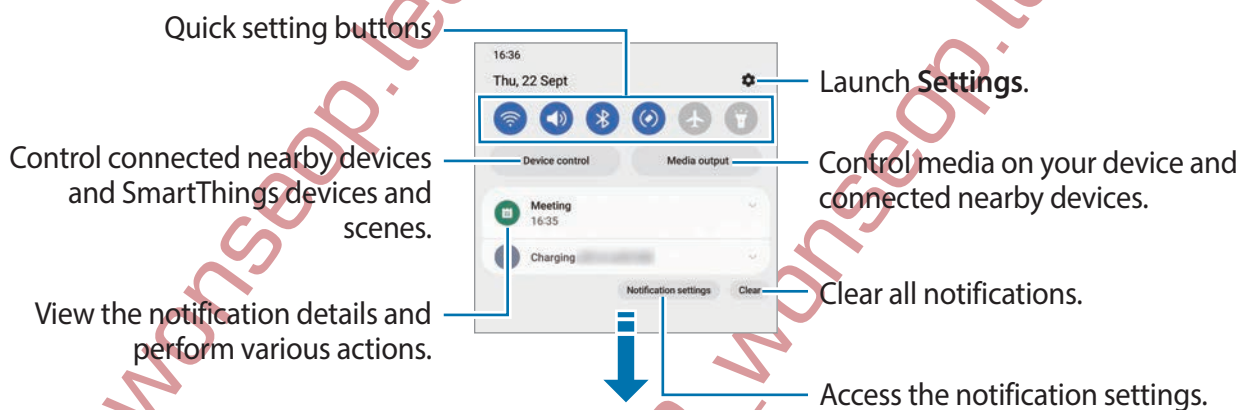 Quick setting buttons
16:36
Thu, 22 Sept
Launch Settings.
Control connected nearby devices
and SmartThings devices and
scenes.
Device control
Media output
Control media on your device and
connected nearby devices.
Meeting
16:35
Charging
View the notification details and
perform various actions.
Notification settings
Clear
Clear all notifications.
Access the notification settings.
wonseop.